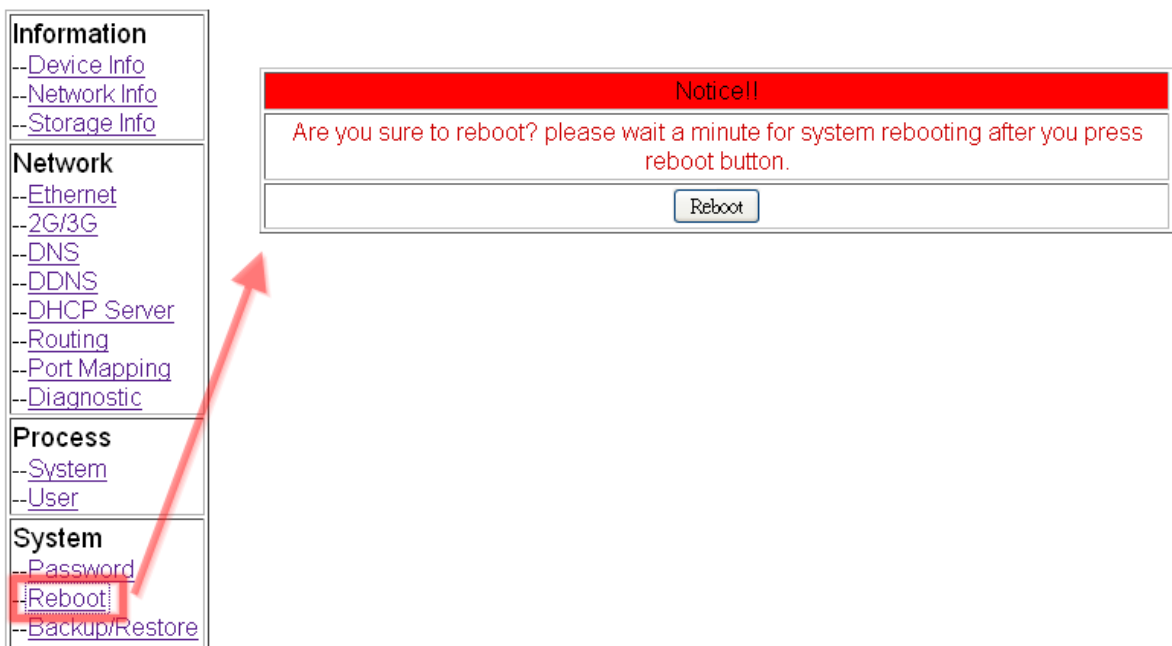 Information
--Device Info
--Network Info
--Storage Info
Network
--Ethernet
--2G/3G
--DNS
--DDNS
--DHCP Server
--Routing
--Port Mapping
--Diagnostic
Process
--System
--User
System
--Password
--Reboot
--Backup/Restore
Notice!!
Are you sure to reboot? please wait a minute for system rebooting after you press
reboot button.
Reboot